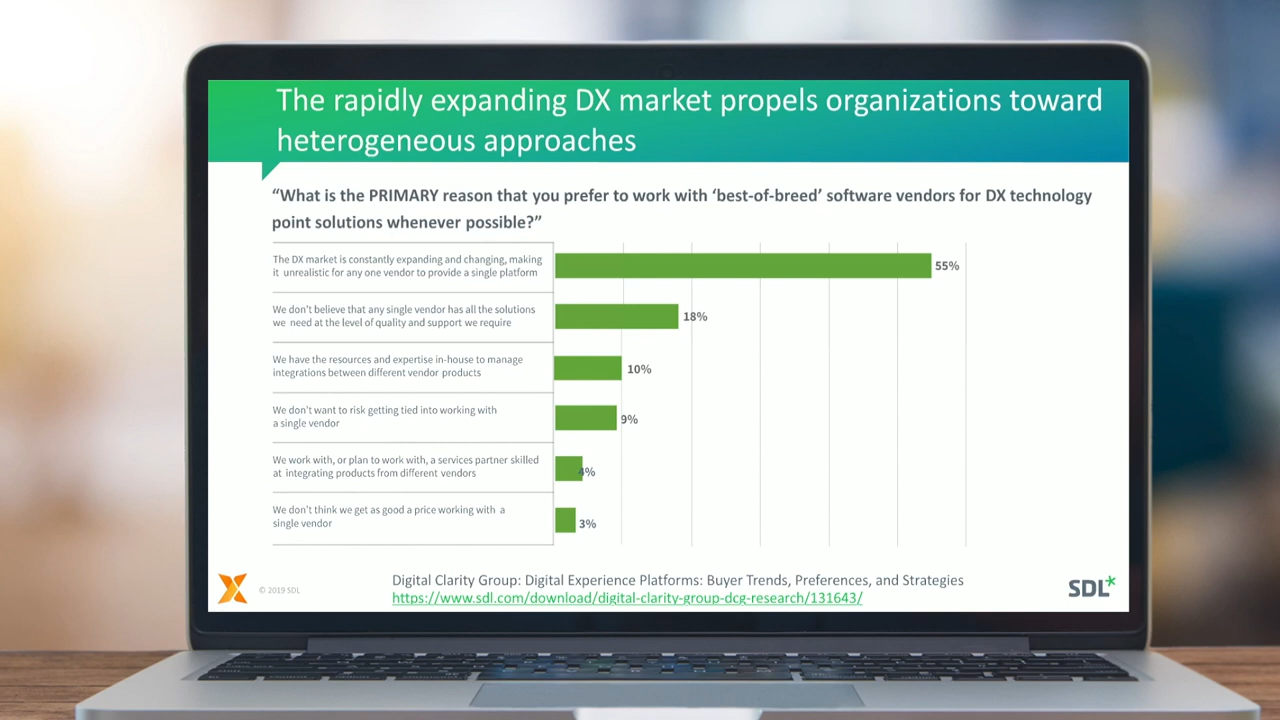 The rapidly expanding DX market propels organizations toward
heterogeneous approaches
“What is the PRIMARY reason that you prefer to work with ‘best-of-breed’ software vendors for DX technology
point solutions whenever possible?”
The DX market is constantly expanding and changing, making
it unrealistic for any one vendor to provide a single platform
55%
We don't believe that any single vendor has all the solutions
we need at the level of quality and support we require
18%
We have the resources and expertise in-house to manage
integrations between different vendor products
10%
We don't want to risk getting tied into working with
a single vendor
9%
We work with, or plan to work with, a services partner skilled
at integrating products from different vendors
4%
We don't think we get as good a price working with a
single vendor
3%
Digital Clarity Group: Digital Experience Platforms: Buyer Trends, Preferences, and Strategies
https://www.sdl.com/download/digital-clarity-group-dcg-research/131643/
© 2019 SDL
SDL*